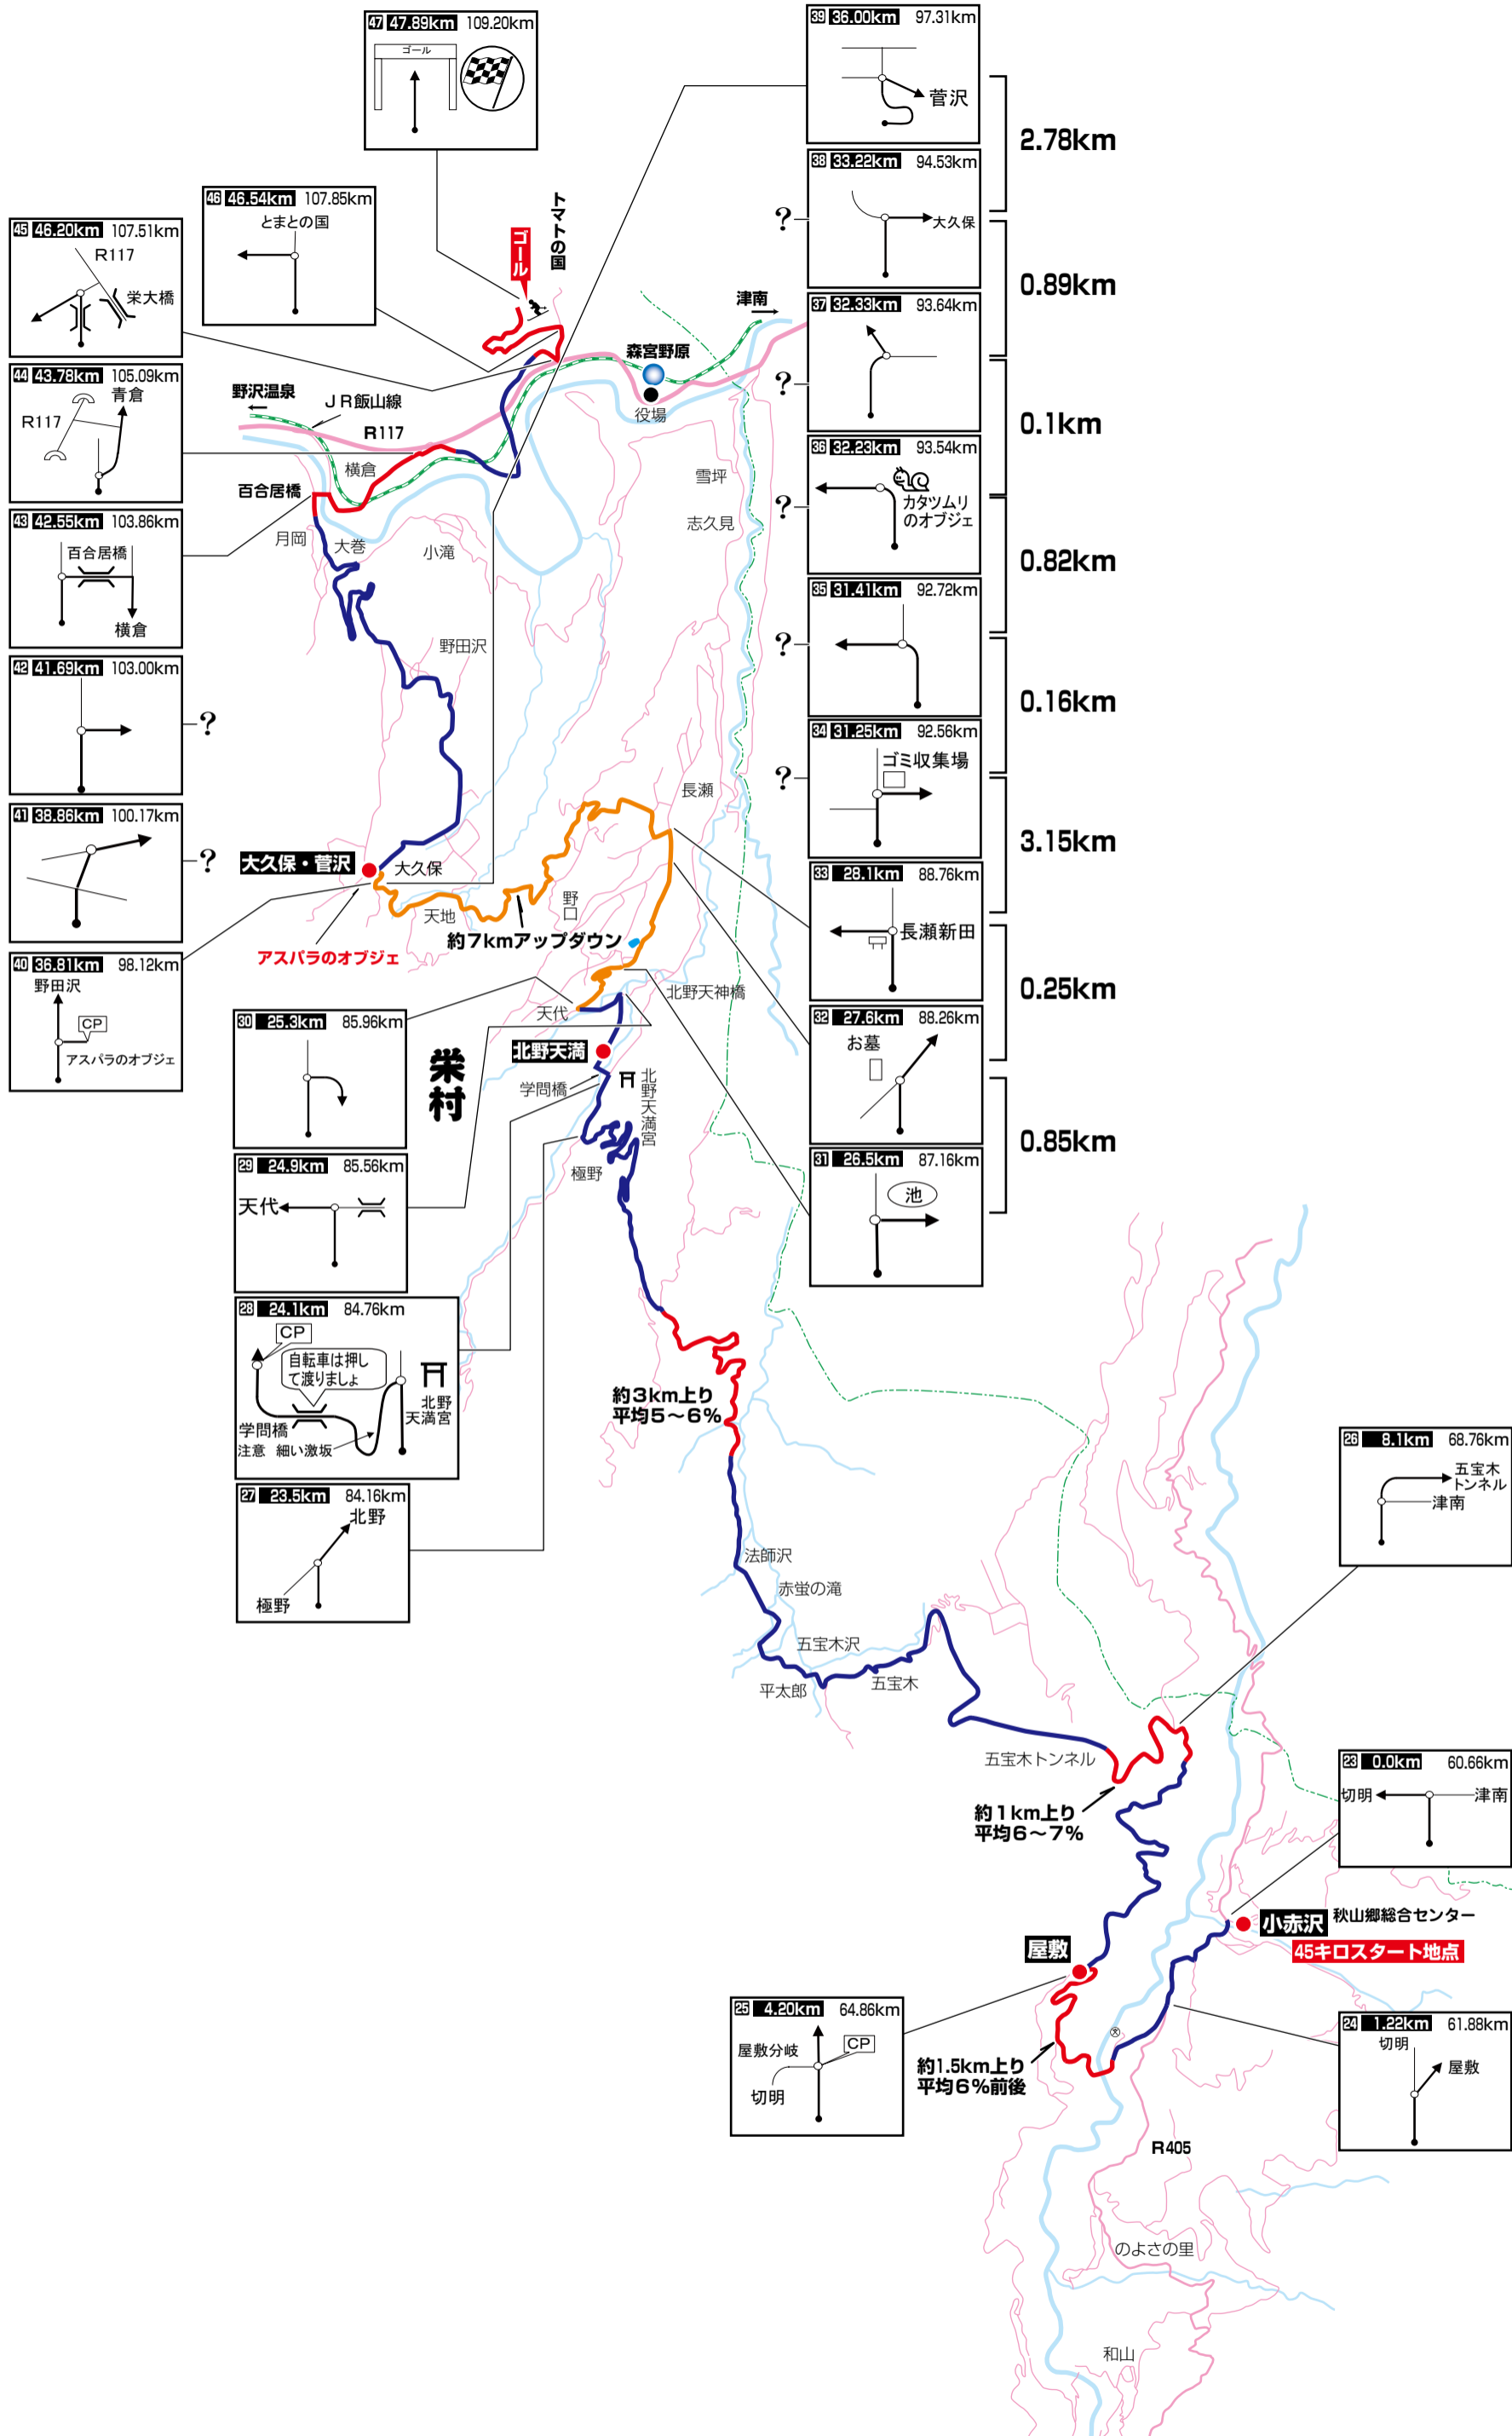 47 47.89km 109.20km
ゴール
39 36.00km 97.31km
菅沢
2.78km
38 33.22km 94.53km
大久保
?
0.89km
37 32.33km 93.64km
?
0.1km
36 32.23km 93.54km
カタツムリ
のオブジェ
?
0.82km
35 31.41km 92.72km
?
0.16km
34 31.25km 92.56km
ゴミ収集場
?
3.15km
33 28.1km 88.76km
長瀬新田
0.25km
32 27.6km 88.26km
お墓
0.85km
31 26.5km 87.16km
池
46 46.54km 107.85km
とまとの国
45 46.20km 107.51km
R117
栄大橋
44 43.78km 105.09km
青倉
R117
43 42.55km 103.86km
百合居橋
横倉
42 41.69km 103.00km
?
41 38.86km 100.17km
?
40 36.81km 98.12km
野田沢
CP
アスパラのオブジェ
トマトの国
ゴール
津南
森宮野原
役場
野沢温泉
JR飯山線
R117
横倉
百合居橋
月岡
大巻
小滝
雪坪
志久見
野田沢
長瀬
大久保・菅沢
大久保
天地
野口
約7kmアップダウン
アスパラのオブジェ
北野天神橋
天代
北野天満
栄村
学問橋
北野天満宮
極野
30 25.3km 85.96km
29 24.9km 85.56km
天代
28 24.1km 84.76km
CP
自転車は押し
て渡りましょ
北野
天満宮
学問橋
注意 細い激坂
27 23.5km 84.16km
北野
極野
約3km上り
平均5～6%
法師沢
赤蛍の滝
五宝木沢
平太郎
五宝木
五宝木トンネル
約1km上り
平均6～7%
26 8.1km 68.76km
五宝木
トンネル
津南
23 0.0km 60.66km
切明
津南
小赤沢 秋山郷総合センター
45キロスタート地点
屋敷
25 4.20km 64.86km
屋敷分岐
CP
切明
約1.5km上り
平均6%前後
24 1.22km 61.88km
切明
屋敷
R405
のよさの里
和山